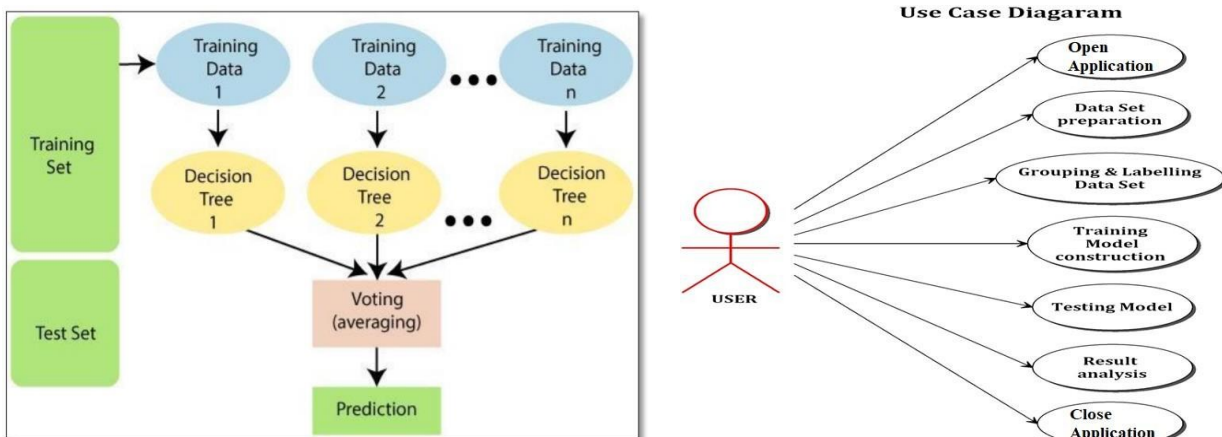 Training
Set
Test Set
Training
Data
1
Training
Data
2
Training
Data
n
Decision
Tree
1
Decision
Tree
2
Decision
Tree
n
Voting
(averaging)
Prediction
Use Case Diagaram
USER
Open
Application
Data Set
preparation
Grouping & Labelling
Data Set
Training
Model
construction
Testing Model
Result
analysis
Close
Application